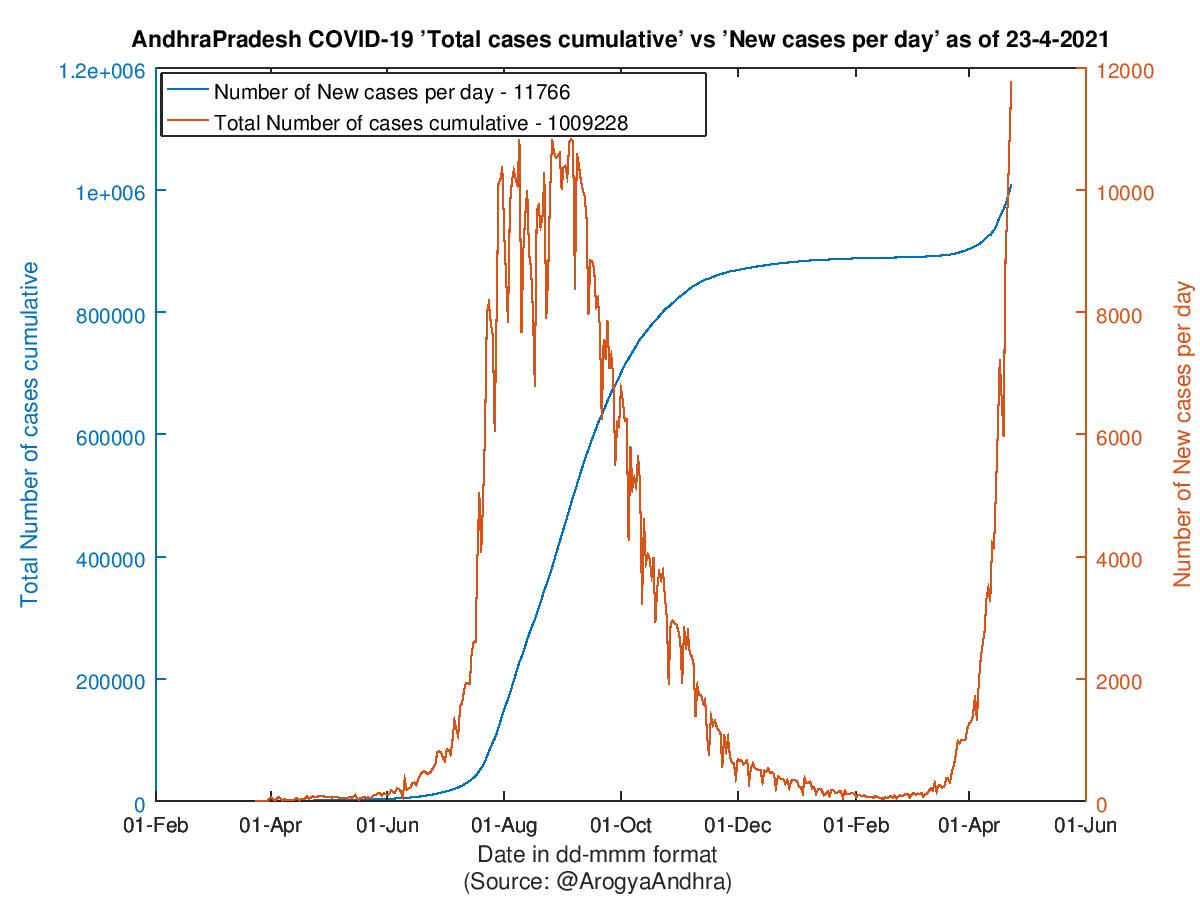 AndhraPradesh COVID-19 ’Total cases cumulative’ vs ’New cases per day’ as of 23-4-2021
1.2e+006
12000
Number of New cases per day - 11766
Total Number of cases cumulative - 1009228
1e+006
10000
800000
8000
600000
6000
400000
4000
200000
2000
0
0
Total Number of cases cumulative
Number of New cases per day
01-Feb 01-Apr 01-Jun 01-Aug 01-Oct 01-Dec 01-Feb 01-Apr 01-Jun
Date in dd-mmm format
(Source: @ArogyaAndhra)